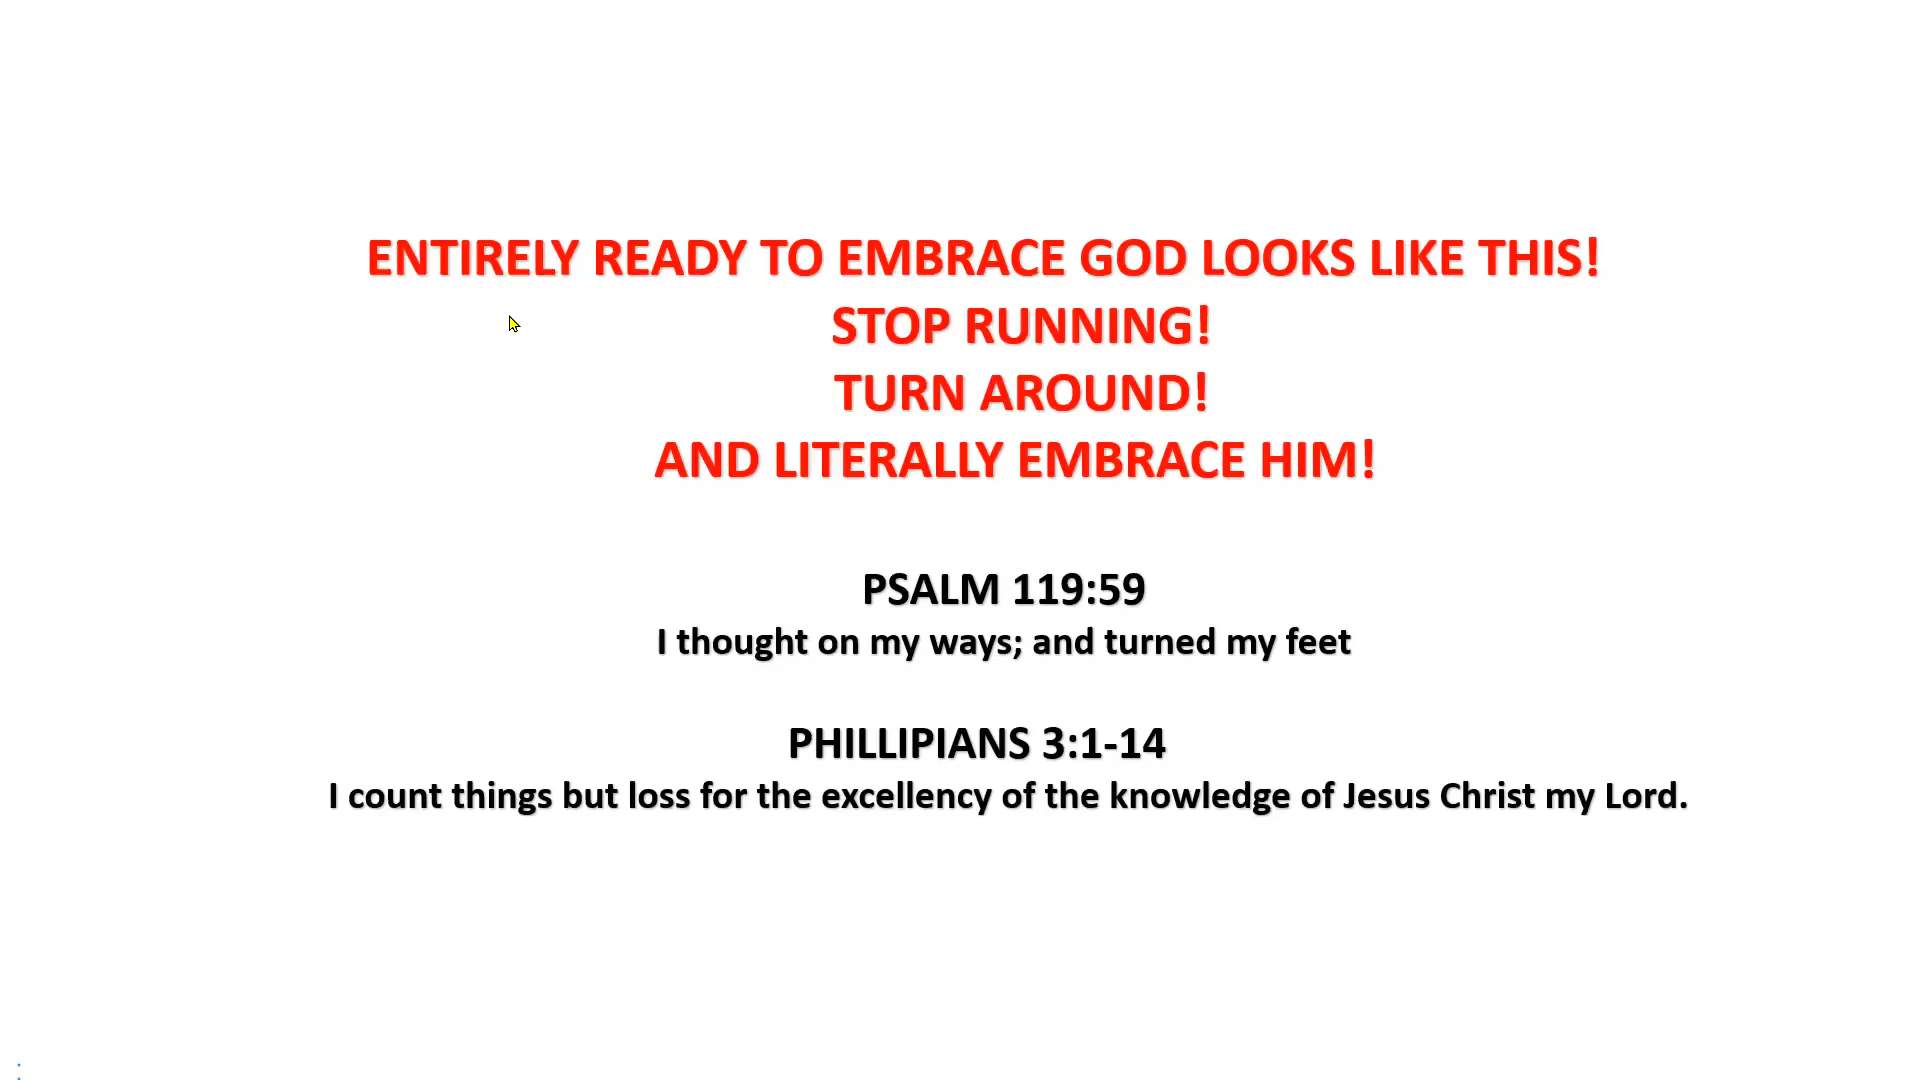 ENTIRELY READY TO EMBRACE GOD LOOKS LIKE THIS!
STOP RUNNING!
TURN AROUND!
AND LITERALLY EMBRACE HIM!
PSALM 119:59
I thought on my ways; and turned my feet
PHILLIPIANS 3:1-14
I count things but loss for the excellency of the knowledge of Jesus Christ my Lord.